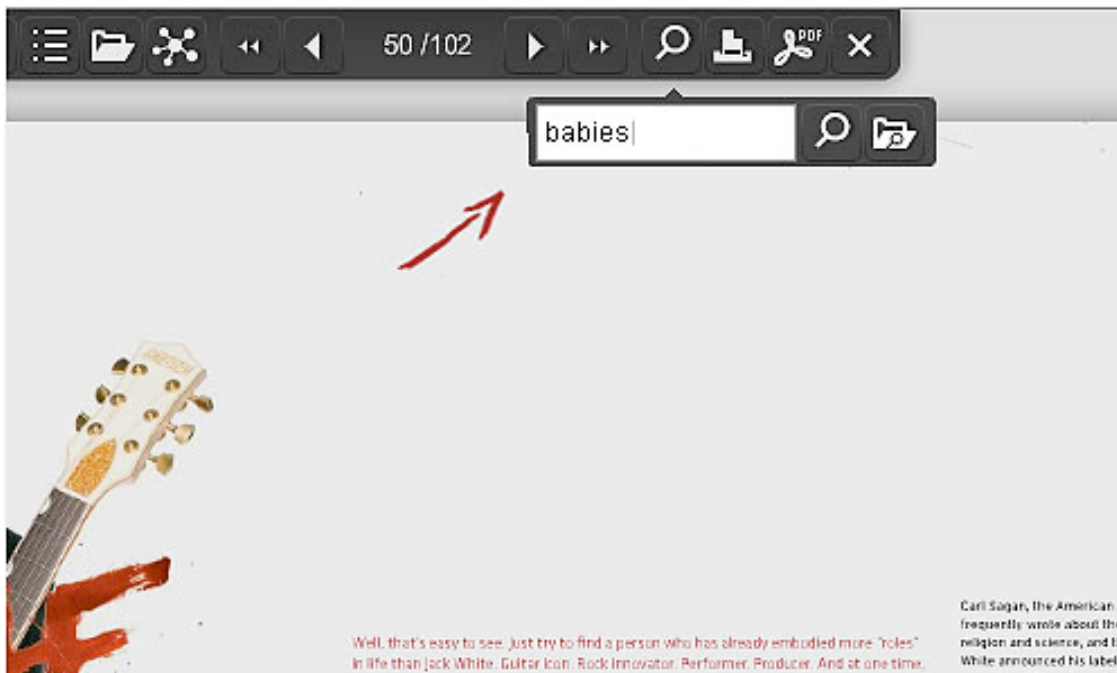 50 /102
PDF
babies
GRETSCH
Well, that's easy to see. Just try to find a person who has already embodied more "roles"
in life than Jack White. Guitar icon. Rock innovator. Performer. Producer. And at one time,
Carl Sagan, the American
frequently wrote about the
religion and science, and
White announced his label